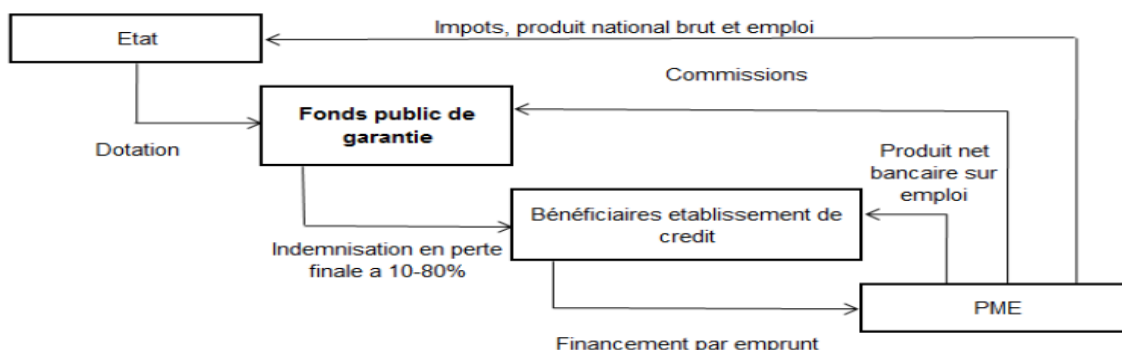 Impots, produit national brut et emploi
Etat
Commissions
Fonds public de
garantie
Dotation
Produit net
bancaire sur
emploi
Bénéficiaires etablissement de
credit
Indemnisation en perte
finale a 10-80%
PME
Financement par emprunt